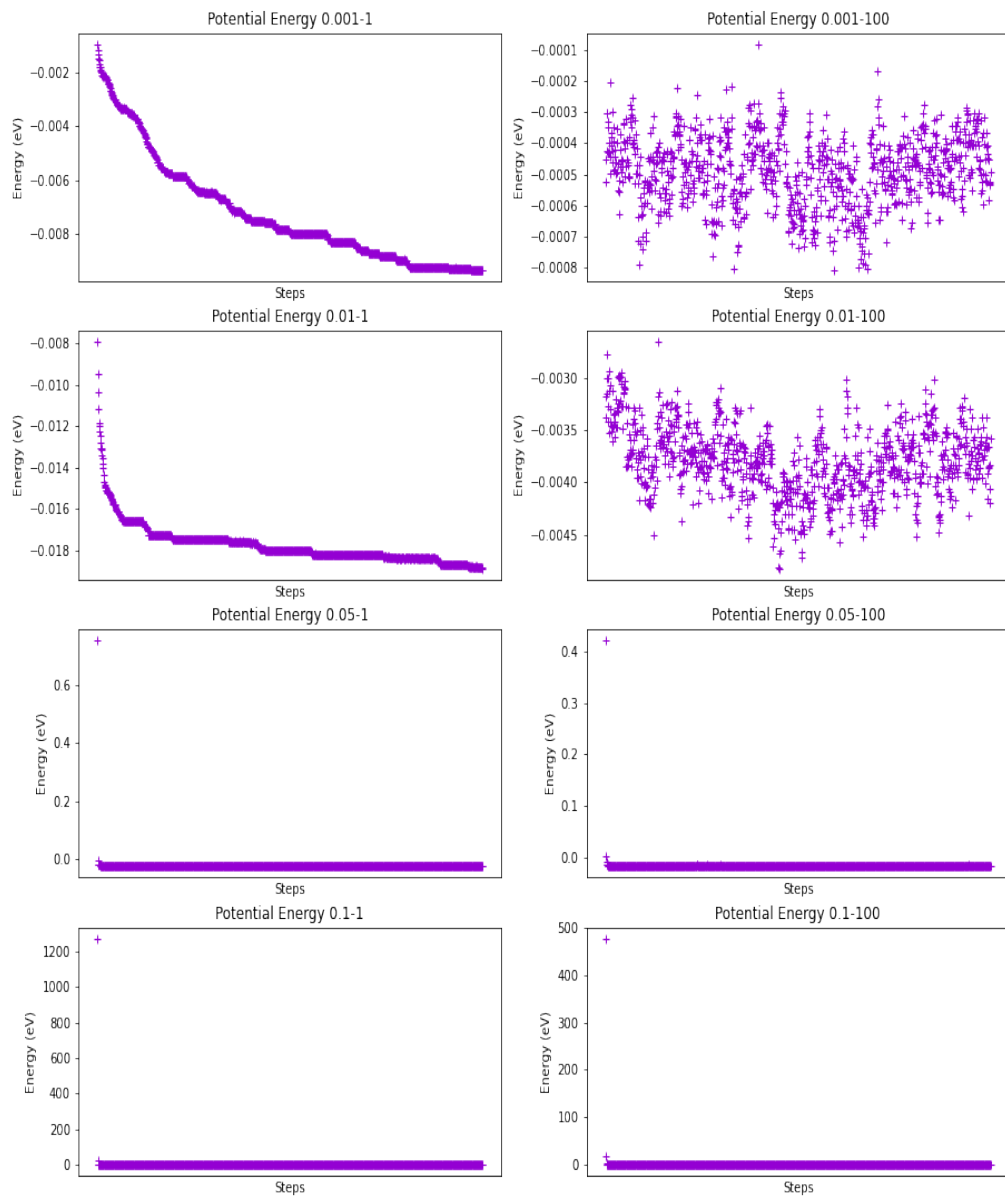 Potential Energy 0.001-1
−0.002
−0.004
−0.006
−0.008
Energy (eV)
Steps
Potential Energy 0.001-100
−0.0001
−0.0002
−0.0003
−0.0004
−0.0005
−0.0006
−0.0007
−0.0008
Energy (eV)
Steps
Potential Energy 0.01-1
−0.008
−0.010
−0.012
−0.014
−0.016
−0.018
Energy (eV)
Steps
Potential Energy 0.01-100
−0.0030
−0.0035
−0.0040
−0.0045
Energy (eV)
Steps
Potential Energy 0.05-1
0.6
0.4
0.2
0.0
Energy (eV)
Steps
Potential Energy 0.05-100
0.4
0.3
0.2
0.1
0.0
Energy (eV)
Steps
Potential Energy 0.1-1
1200
1000
800
600
400
200
0
Energy (eV)
Steps
Potential Energy 0.1-100
500
400
300
200
100
0
Energy (eV)
Steps